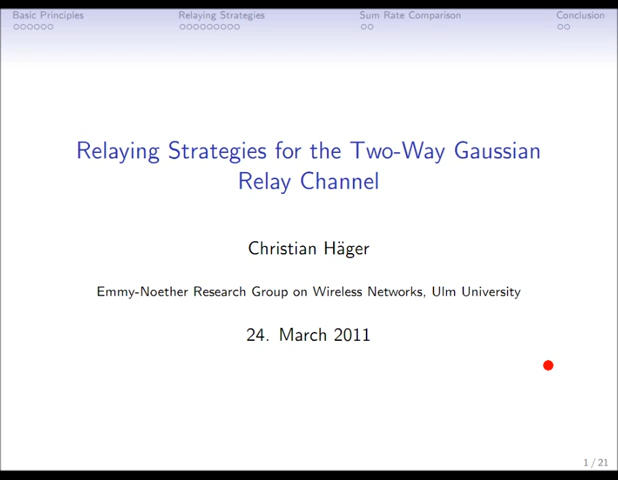 Basic Principles Relaying Strategies Sum Rate Comparison Conclusion
Relaying Strategies for the Two-Way Gaussian
Relay Channel
Christian Häger
Emmy-Noether Research Group on Wireless Networks, Ulm University
24. March 2011
1 / 21